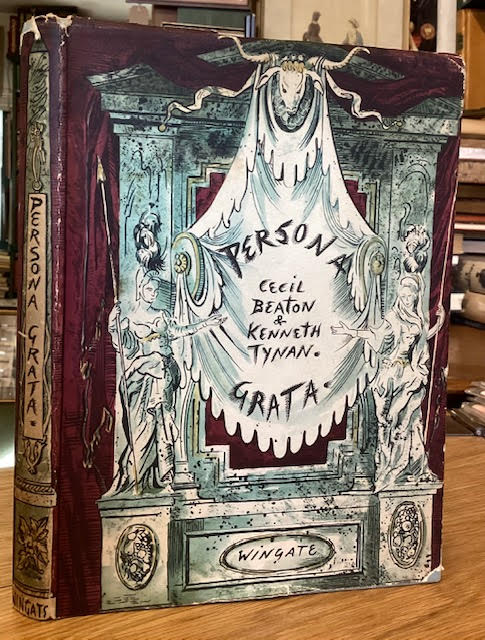 PERSONA
CECIL
BEATON
&
KENNETH
TYNAN.
GRATA.
WINGATE
PERSONA GRATA.
WINGATE